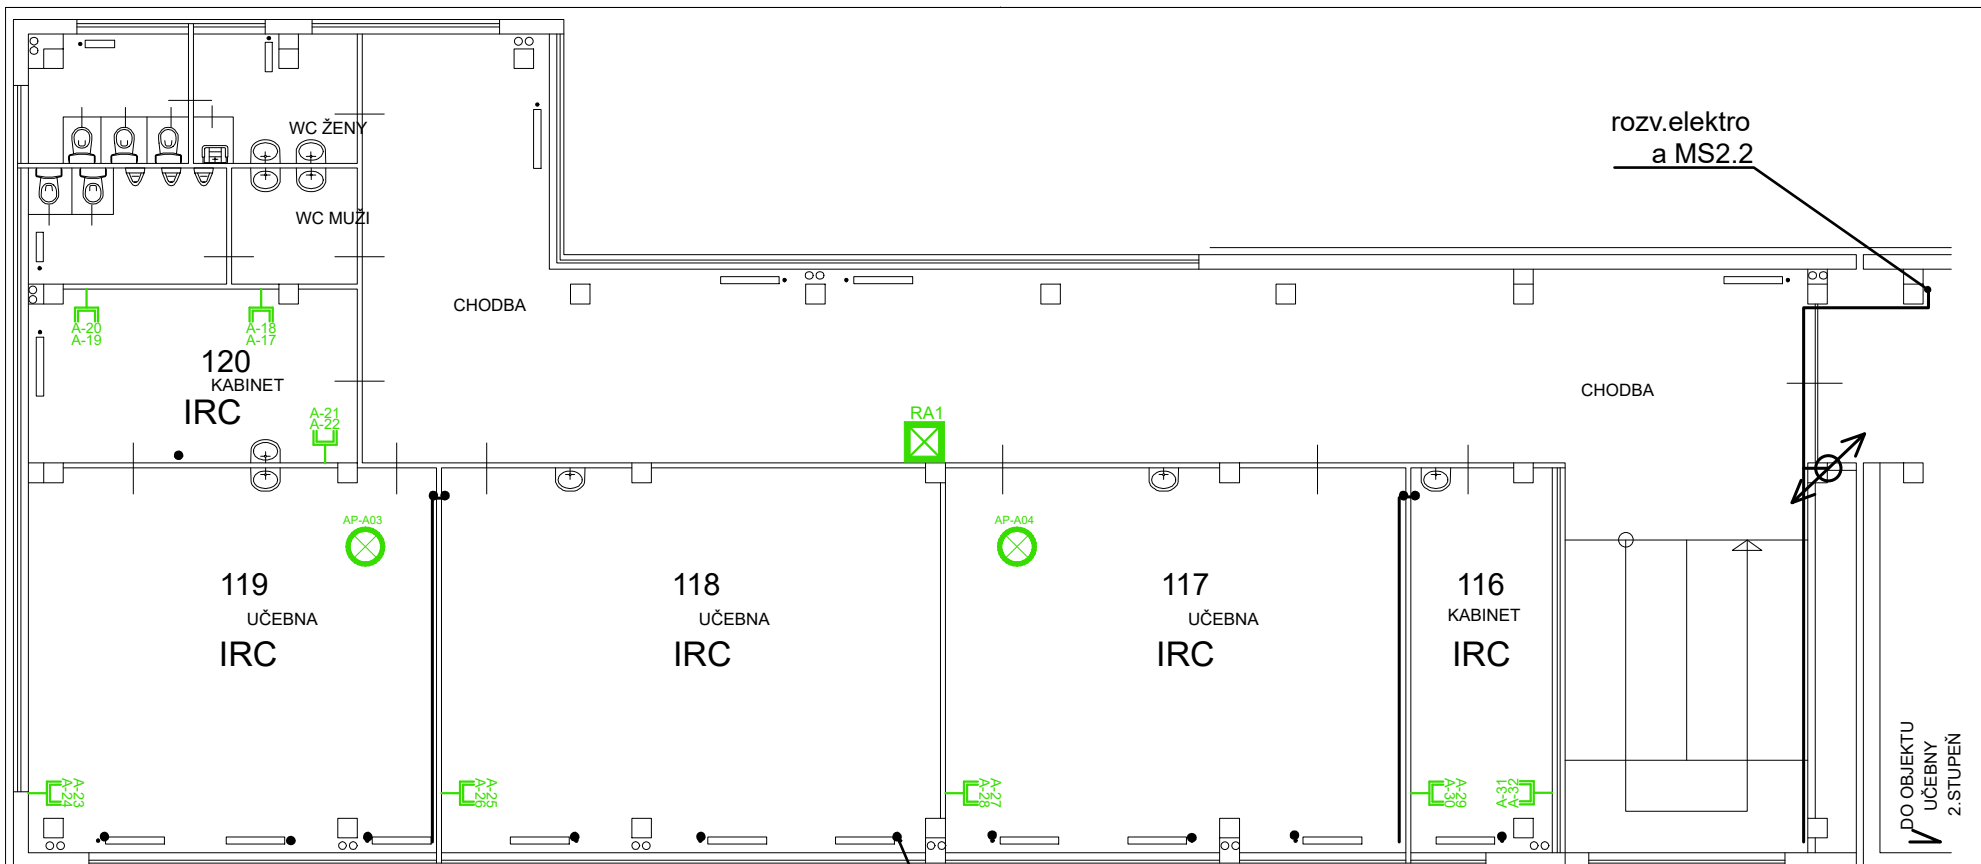 WC ŽENY
rozv.elektro
a MS2.2
WC MUŽI
CHODBA
A-20
A-19
A-18
A-17
120
KABINET
IRC
A-21
A-22
RA1
CHODBA
AP-A03
AP-A04
119
UČEBNA
IRC
118
UČEBNA
IRC
117
UČEBNA
IRC
116
KABINET
IRC
A-23
A-24
A-25
A-26
A-27
A-28
A-29
A-30
A-31
A-32
DO OBJEKTU
UČEBNY
2.STUPEŇ